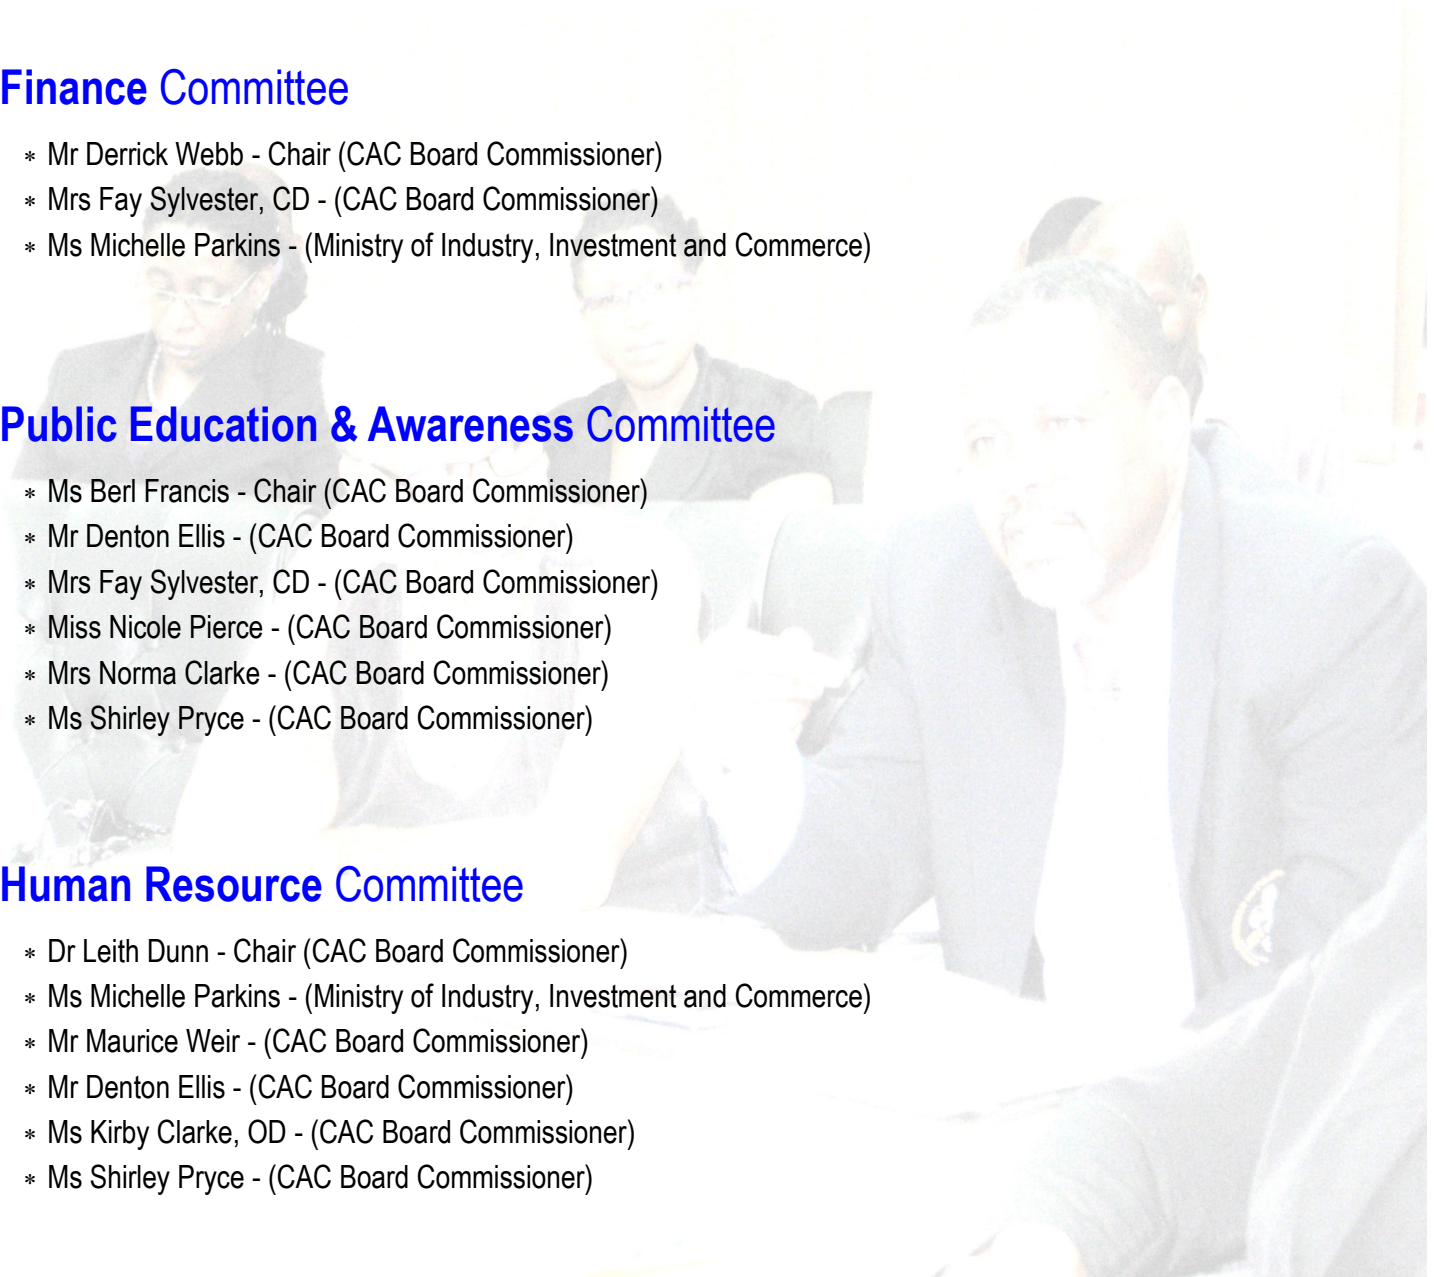 Finance Committee
* Mr Derrick Webb - Chair (CAC Board Commissioner)
* Mrs Fay Sylvester, CD - (CAC Board Commissioner)
* Ms Michelle Parkins - (Ministry of Industry, Investment and Commerce)
Public Education & Awareness Committee
* Ms Berl Francis - Chair (CAC Board Commissioner)
* Mr Denton Ellis - (CAC Board Commissioner)
* Mrs Fay Sylvester, CD - (CAC Board Commissioner)
* Miss Nicole Pierce - (CAC Board Commissioner)
* Mrs Norma Clarke - (CAC Board Commissioner)
* Ms Shirley Pryce - (CAC Board Commissioner)
Human Resource Committee
* Dr Leith Dunn - Chair (CAC Board Commissioner)
* Ms Michelle Parkins - (Ministry of Industry, Investment and Commerce)
* Mr Maurice Weir - (CAC Board Commissioner)
* Mr Denton Ellis - (CAC Board Commissioner)
* Ms Kirby Clarke, OD - (CAC Board Commissioner)
* Ms Shirley Pryce - (CAC Board Commissioner)